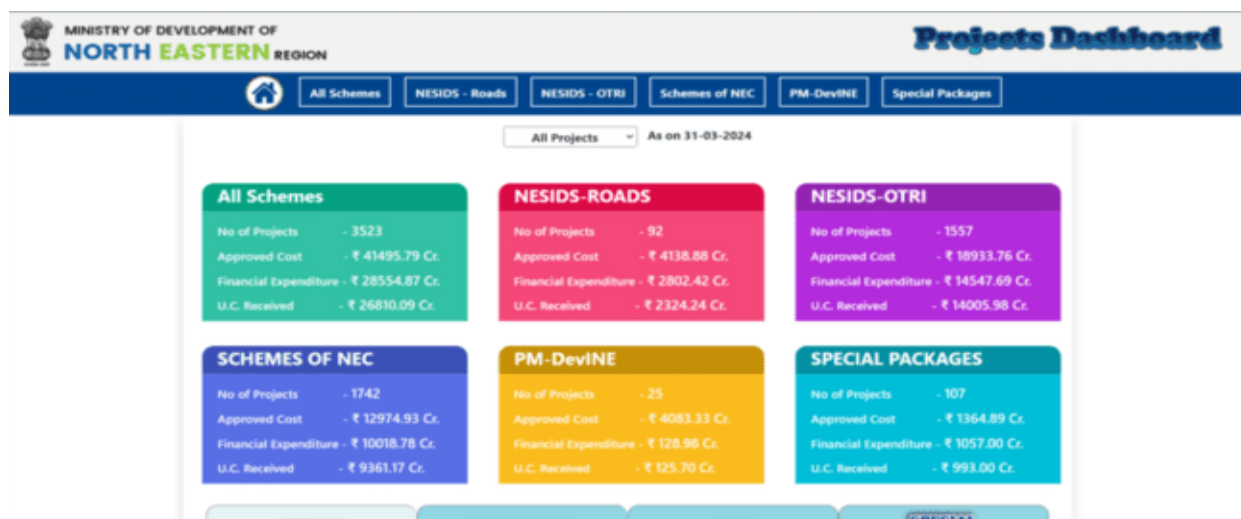 MINISTRY OF DEVELOPMENT OF
NORTH EASTERN REGION
Projects Dashboard
All Schemes
NESIDS - Roads
NESIDS - OTRI
Schemes of NEC
PM-DevINE
Special Packages
All Projects
As on 31-03-2024
All Schemes
No of Projects - 3523
Approved Cost - ₹ 41495.79 Cr.
Financial Expenditure - ₹ 28554.87 Cr.
U.C. Received - ₹ 26810.09 Cr.
NESIDS-ROADS
No of Projects - 92
Approved Cost - ₹ 4138.88 Cr.
Financial Expenditure - ₹ 2802.42 Cr.
U.C. Received - ₹ 2324.24 Cr.
NESIDS-OTRI
No of Projects - 1557
Approved Cost - ₹ 18933.76 Cr.
Financial Expenditure - ₹ 14547.69 Cr.
U.C. Received - ₹ 14005.98 Cr.
SCHEMES OF NEC
No of Projects - 1742
Approved Cost - ₹ 12974.93 Cr.
Financial Expenditure - ₹ 10018.78 Cr.
U.C. Received - ₹ 9361.17 Cr.
PM-DevINE
No of Projects - 25
Approved Cost - ₹ 4083.33 Cr.
Financial Expenditure - ₹ 128.98 Cr.
U.C. Received - ₹ 125.70 Cr.
SPECIAL PACKAGES
No of Projects - 107
Approved Cost - ₹ 1364.89 Cr.
Financial Expenditure - ₹ 1057.00 Cr.
U.C. Received - ₹ 993.00 Cr.
SPECIAL